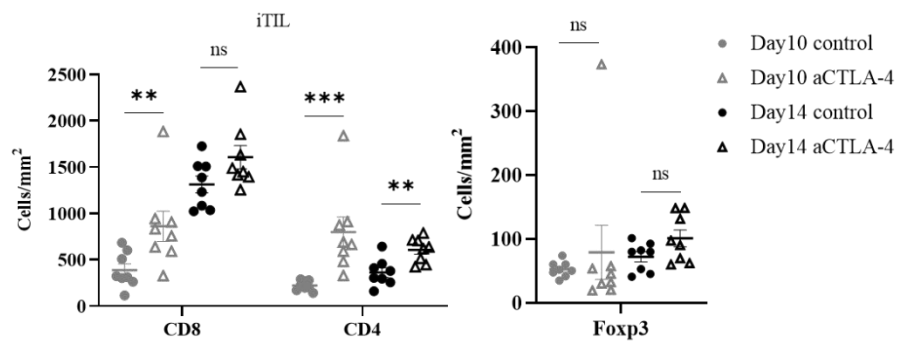 iTIL
ns
**
***
**
2500
2000
1500
1000
500
0
Cells/mm²
CD8
CD4
ns
ns
400
300
200
100
0
Cells/mm²
Foxp3
Day10 control
Day10 aCTLA-4
Day14 control
Day14 aCTLA-4